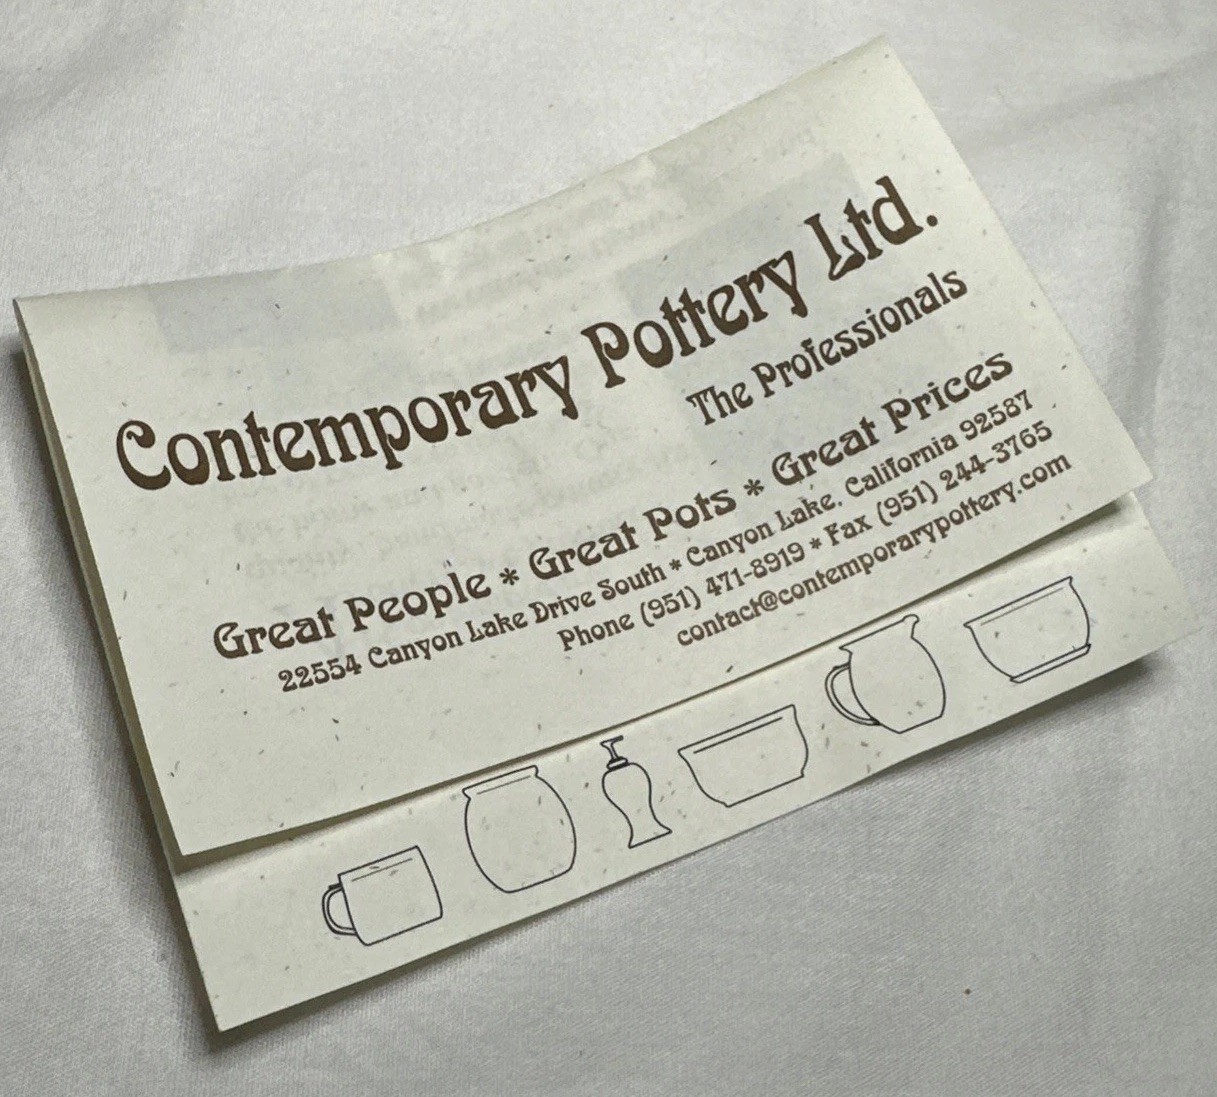 Contemporary Pottery Ltd.
The Professionals
Great People * Great Pots * Great Prices
22554 Canyon Lake Drive South * Canyon Lake, California 92587
Phone (951) 471-8919 * Fax (951) 244-3765
contact@contemporarypottery.com